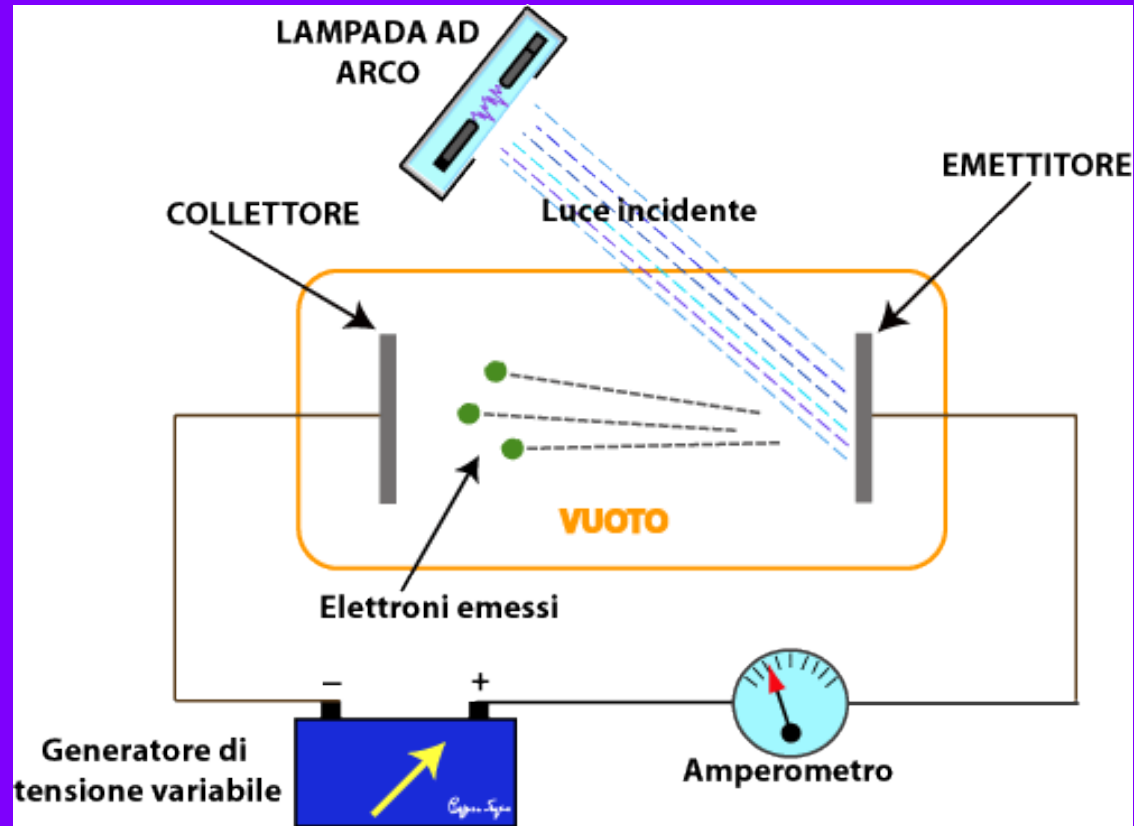 LAMPADA AD
ARCO
EMETTITORE
COLLETTORE
Luce incidente
VUOTO
Elettroni emessi
– +
Generatore di
tensione variabile
Amperometro